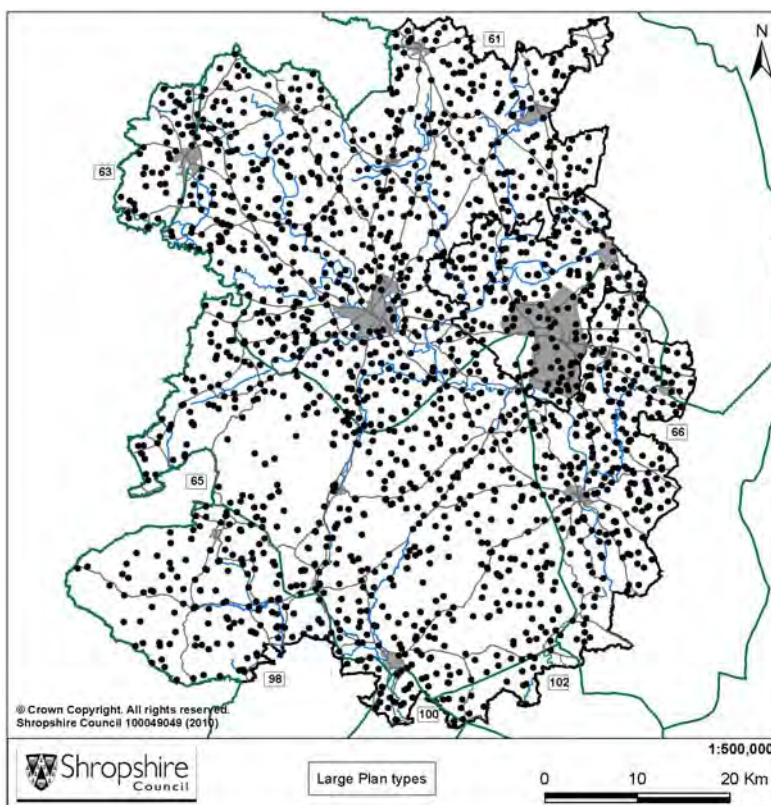 61
N
63
66
65
98
100
102
© Crown Copyright. All rights reserved.
Shropshire Council 100049049 (2010)
1:500,000
Shropshire
Council
Large Plan types
0 10 20 Km